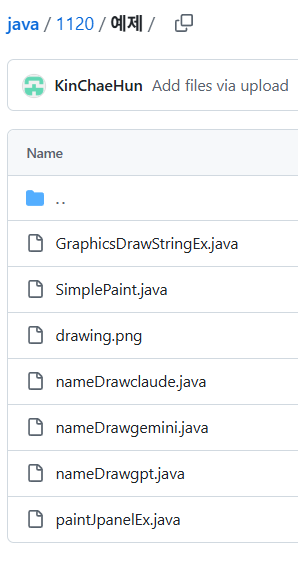 java / 1120 / 예제 /
KinChaeHun Add files via upload
Name
..
GraphicsDrawStringEx.java
SimplePaint.java
drawing.png
nameDrawclaude.java
nameDrawgemini.java
nameDrawgpt.java
paintJpanelEx.java